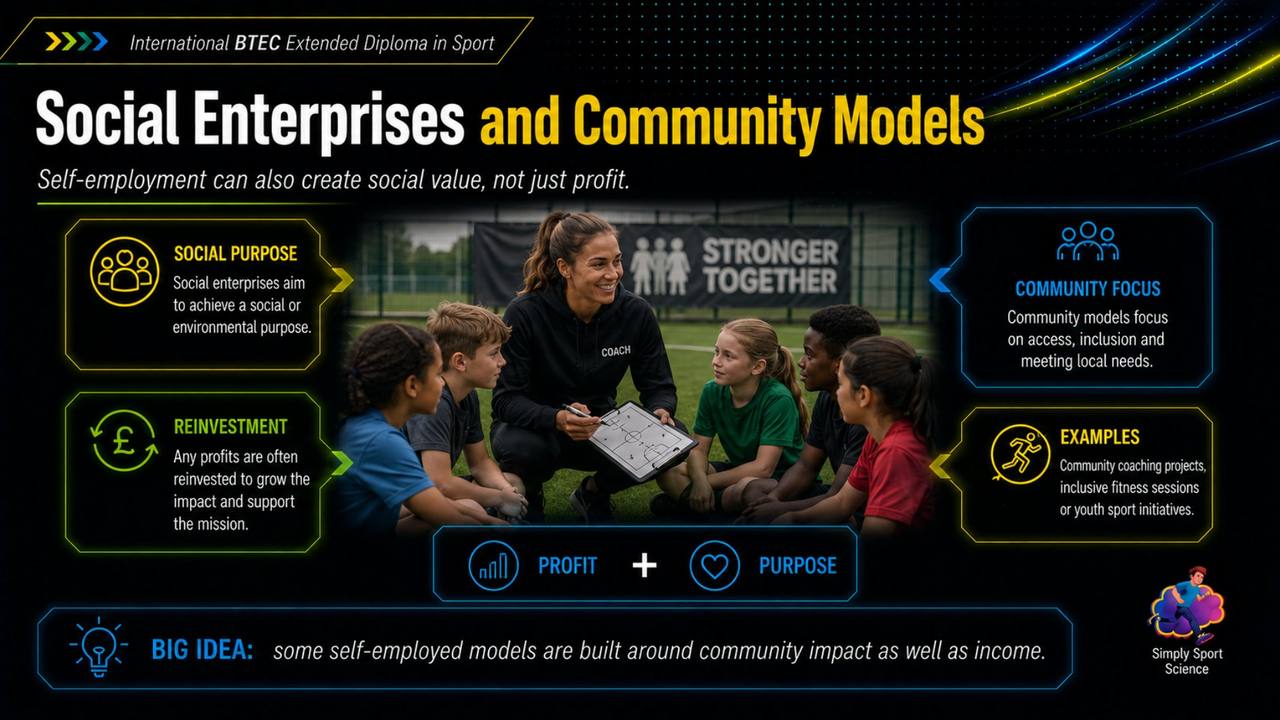 International BTEC Extended Diploma in Sport
Social Enterprises and Community Models
Self-employment can also create social value, not just profit.
SOCIAL PURPOSE
Social enterprises aim
to achieve a social or
environmental purpose.
REINVESTMENT
£
Any profits are often
reinvested to grow the
impact and support
the mission.
STRONGER
TOGETHER
COACH
COMMUNITY FOCUS
Community models focus
on access, inclusion and
meeting local needs.
EXAMPLES
Community coaching projects,
inclusive fitness sessions
or youth sport initiatives.
PROFIT + PURPOSE
BIG IDEA: some self-employed models are built around community impact as well as income.
Simply Sport
Science